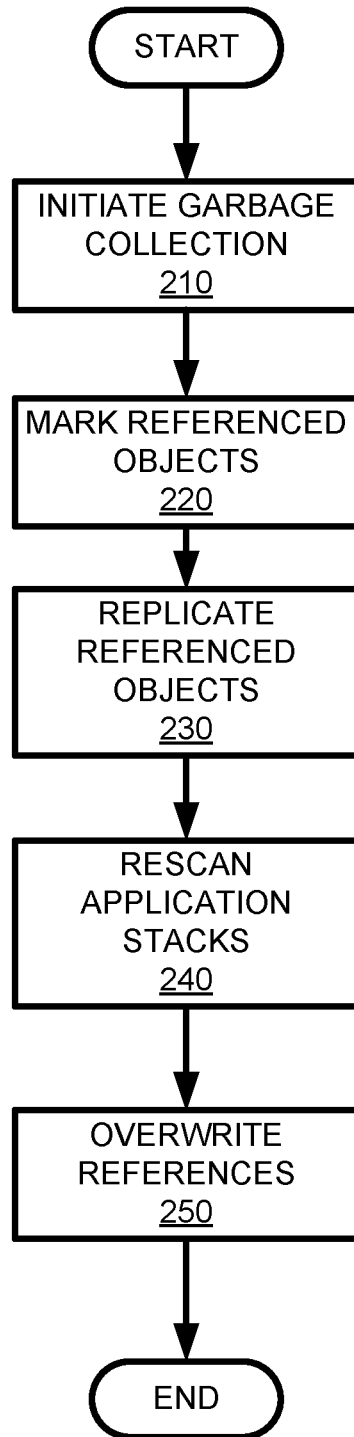 START
INITIATE GARBAGE
COLLECTION
210
MARK REFERENCED
OBJECTS
220
REPLICATE
REFERENCED
OBJECTS
230
RESCAN
APPLICATION
STACKS
240
OVERWRITE
REFERENCES
250
END